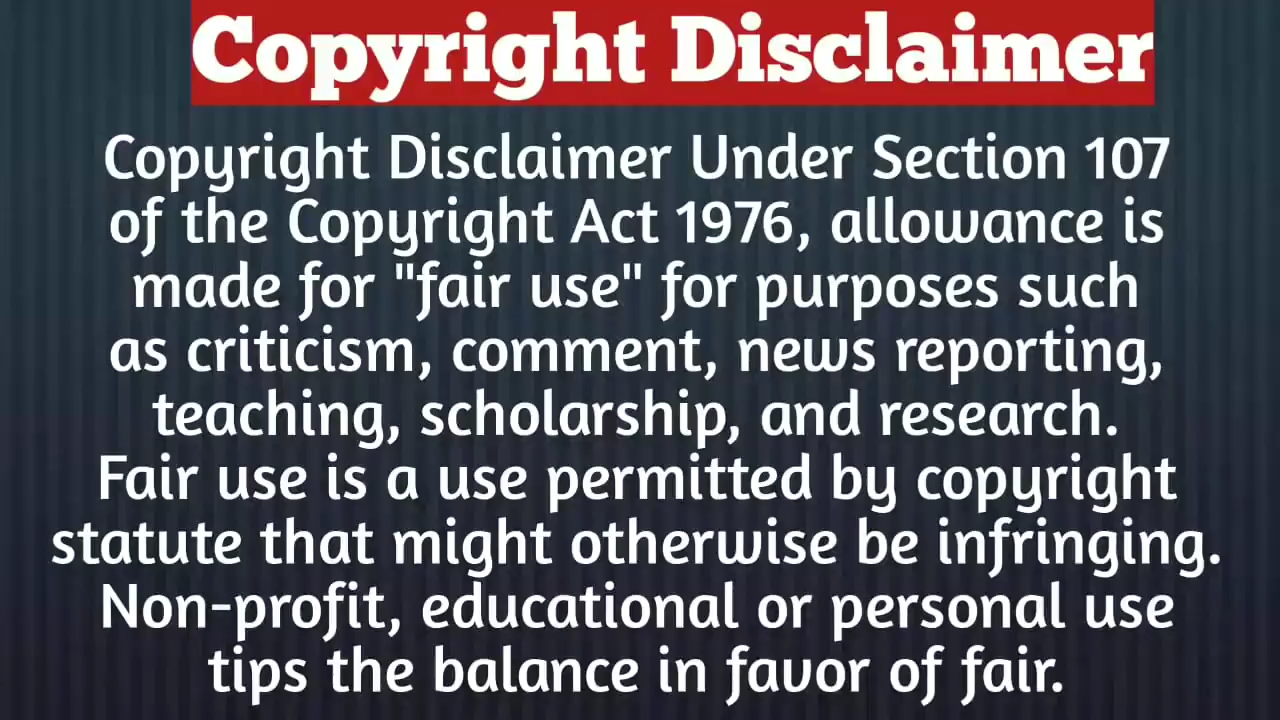 Copyright Disclaimer
Copyright Disclaimer Under Section 107
of the Copyright Act 1976, allowance is
made for "fair use" for purposes such
as criticism, comment, news reporting,
teaching, scholarship, and research.
Fair use is a use permitted by copyright
statute that might otherwise be infringing.
Non-profit, educational or personal use
tips the balance in favor of fair.